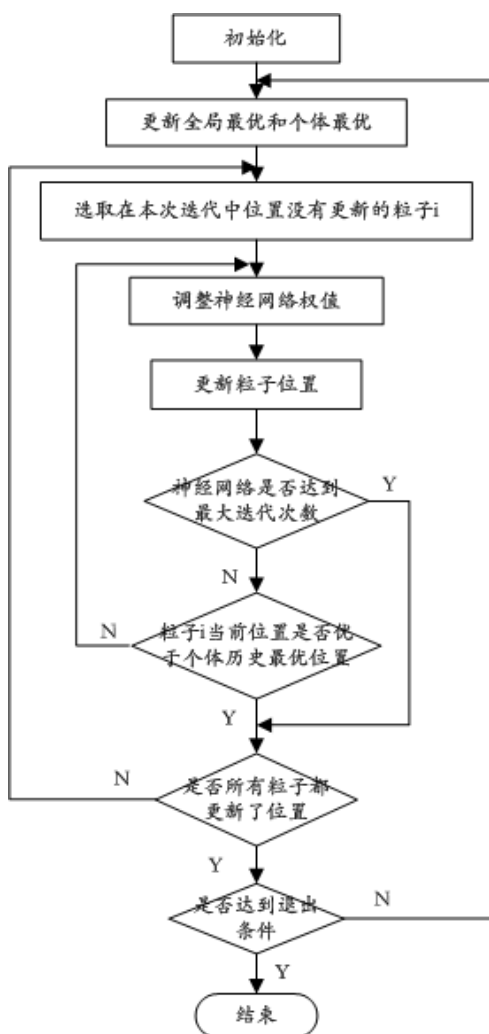 初始化
更新全局最优和个体最优
选取在本次迭代中位置没有更新的粒子i
调整神经网络权值
更新粒子位置
神经网络是否达到
最大迭代次数
Y
N
粒子i当前位置是否优
于个体历史最优位置
N
Y
是否所有粒子都
更新了位置
N
Y
是否达到退出
条件
N
Y
结束